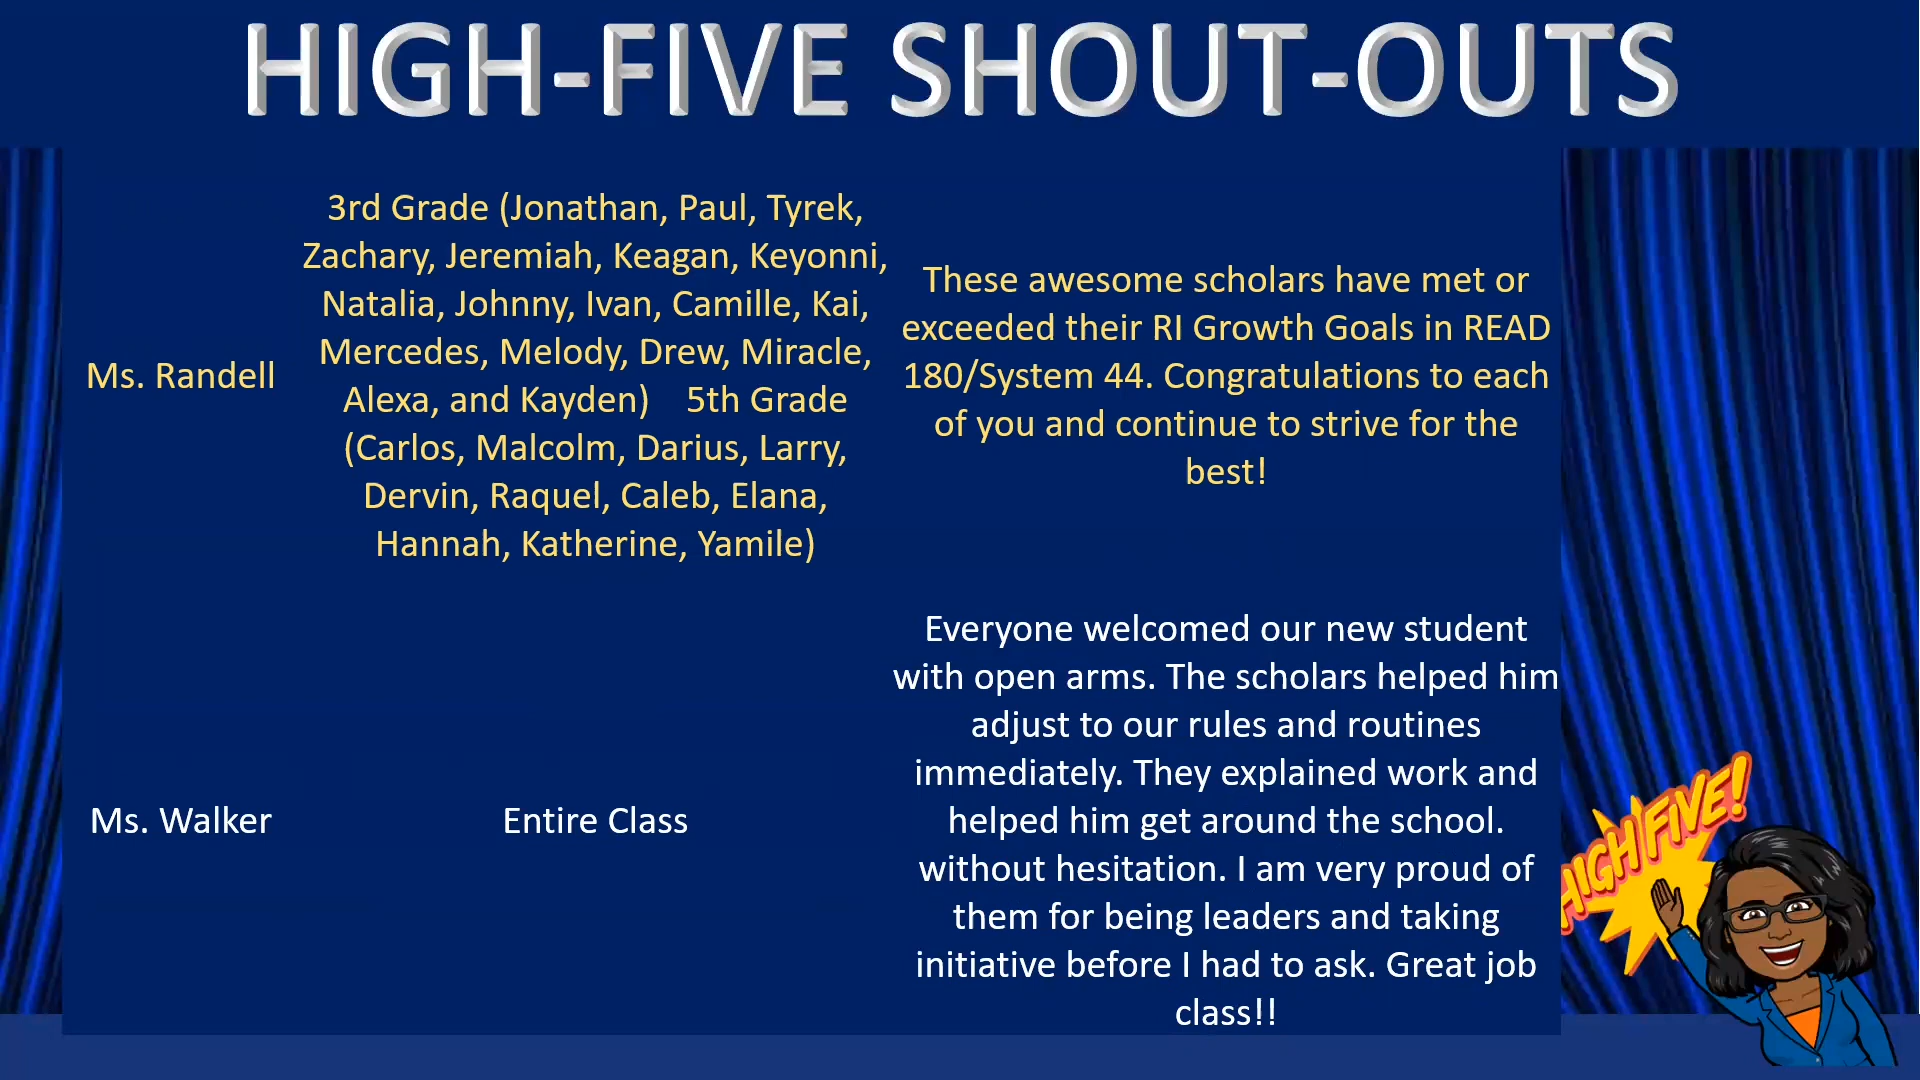 HIGH-FIVE SHOUT-OUTS
Ms. Randell
3rd Grade (Jonathan, Paul, Tyrek,
Zachary, Jeremiah, Keagan, Keyonni,
Natalia, Johnny, Ivan, Camille, Kai,
Mercedes, Melody, Drew, Miracle,
Alexa, and Kayden)    5th Grade
(Carlos, Malcolm, Darius, Larry,
Dervin, Raquel, Caleb, Elana,
Hannah, Katherine, Yamile)
These awesome scholars have met or
exceeded their RI Growth Goals in READ
180/System 44. Congratulations to each
of you and continue to strive for the
best!
Ms. Walker
Entire Class
Everyone welcomed our new student
with open arms. The scholars helped him
adjust to our rules and routines
immediately. They explained work and
helped him get around the school.
without hesitation. I am very proud of
them for being leaders and taking
initiative before I had to ask. Great job
class!!
HIGH FIVE!